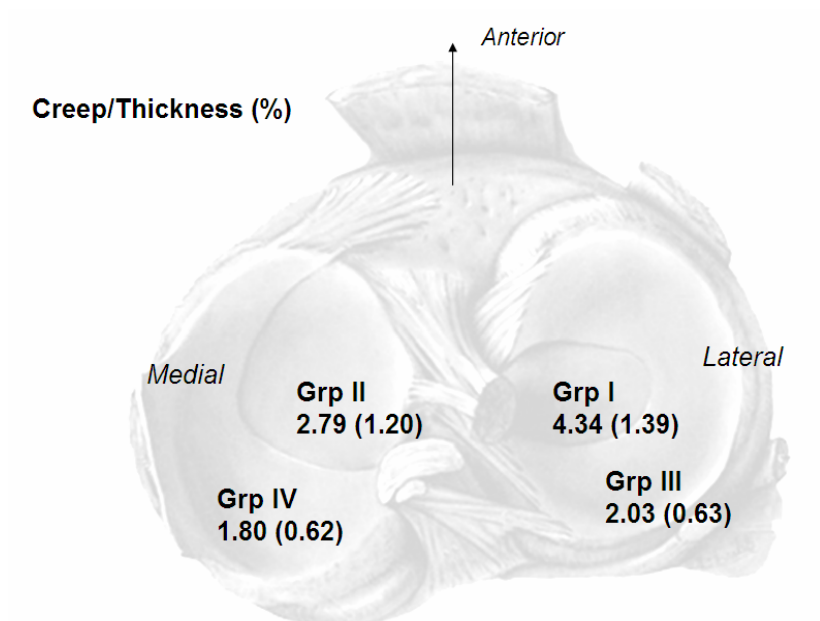 Anterior
Creep/Thickness (%)
Medial
Lateral
Grp II
2.79 (1.20)
Grp I
4.34 (1.39)
Grp IV
1.80 (0.62)
Grp III
2.03 (0.63)